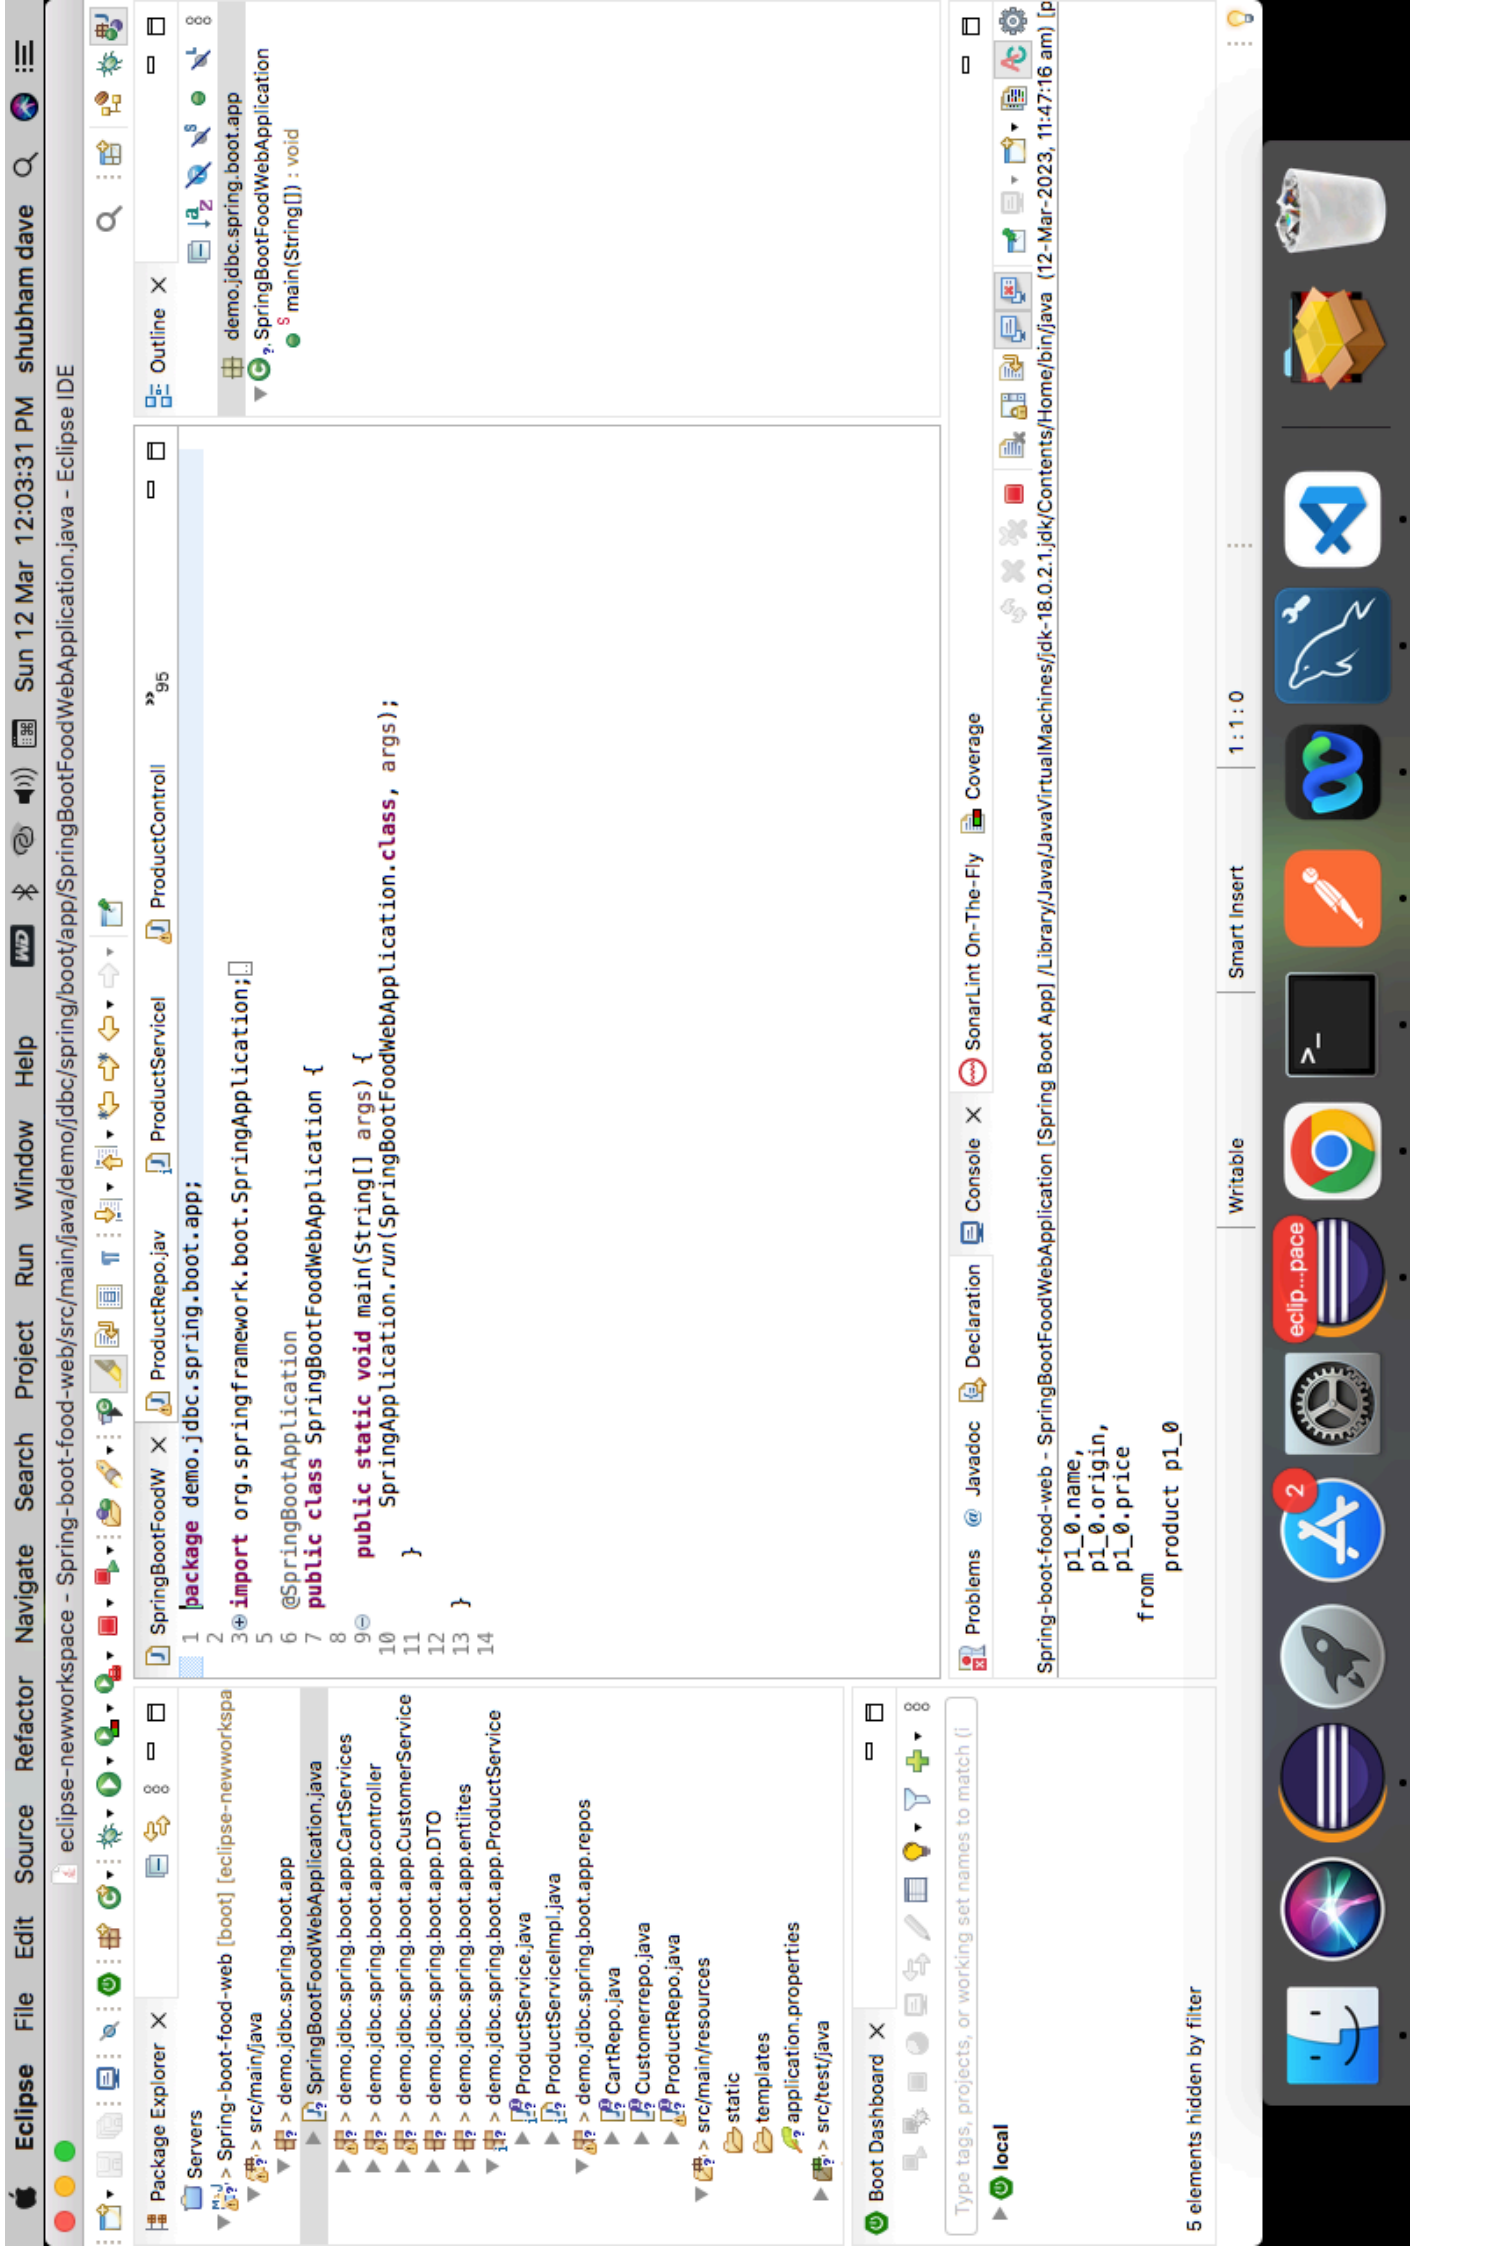 Eclipse File Edit Source Refactor Navigate Search Project Run Window Help WD Sun 12 Mar 12:03:31 PM shubham dave
eclipse-newworkspace - Spring-boot-food-web/src/main/java/demo/jdbc/spring/boot/app/SpringBootFoodWebApplication.java - Eclipse IDE
Package Explorer
Servers
> Spring-boot-food-web [boot] [eclipse-newworkspa
> src/main/java
> demo.jdbc.spring.boot.app
> SpringBootFoodWebApplication.java
> demo.jdbc.spring.boot.app.CartServices
> demo.jdbc.spring.boot.app.controller
> demo.jdbc.spring.boot.app.CustomerService
> demo.jdbc.spring.boot.app.DTO
> demo.jdbc.spring.boot.app.entiites
> demo.jdbc.spring.boot.app.ProductService
ProductService.java
ProductServiceImpl.java
> demo.jdbc.spring.boot.app.repos
CartRepo.java
Customerrepo.java
ProductRepo.java
> src/main/resources
static
templates
application.properties
> src/test/java
Boot Dashboard
Type tags, projects, or working set names to match (i
local
5 elements hidden by filter
SpringBootFoodW ProductRepo.jav ProductServiceI ProductControll »95
1 package demo.jdbc.spring.boot.app;
2
3 import org.springframework.boot.SpringApplication;
5
6 @SpringBootApplication
7 public class SpringBootFoodWebApplication {
8
9 public static void main(String[] args) {
10 SpringApplication.run(SpringBootFoodWebApplication.class, args);
11 }
12
13 }
14
Outline
demo.jdbc.spring.boot.app
SpringBootFoodWebApplication
main(String[]) : void
Problems @ Javadoc Declaration Console SonarLint On-The-Fly Coverage
Spring-boot-food-web - SpringBootFoodWebApplication [Spring Boot App] /Library/Java/JavaVirtualMachines/jdk-18.0.2.1.jdk/Contents/Home/bin/java (12-Mar-2023, 11:47:16 am) [p
p1_0.name,
p1_0.origin,
p1_0.price
from
product p1_0
Writable Smart Insert 1 : 1 : 0
2
eclip...pace
>_